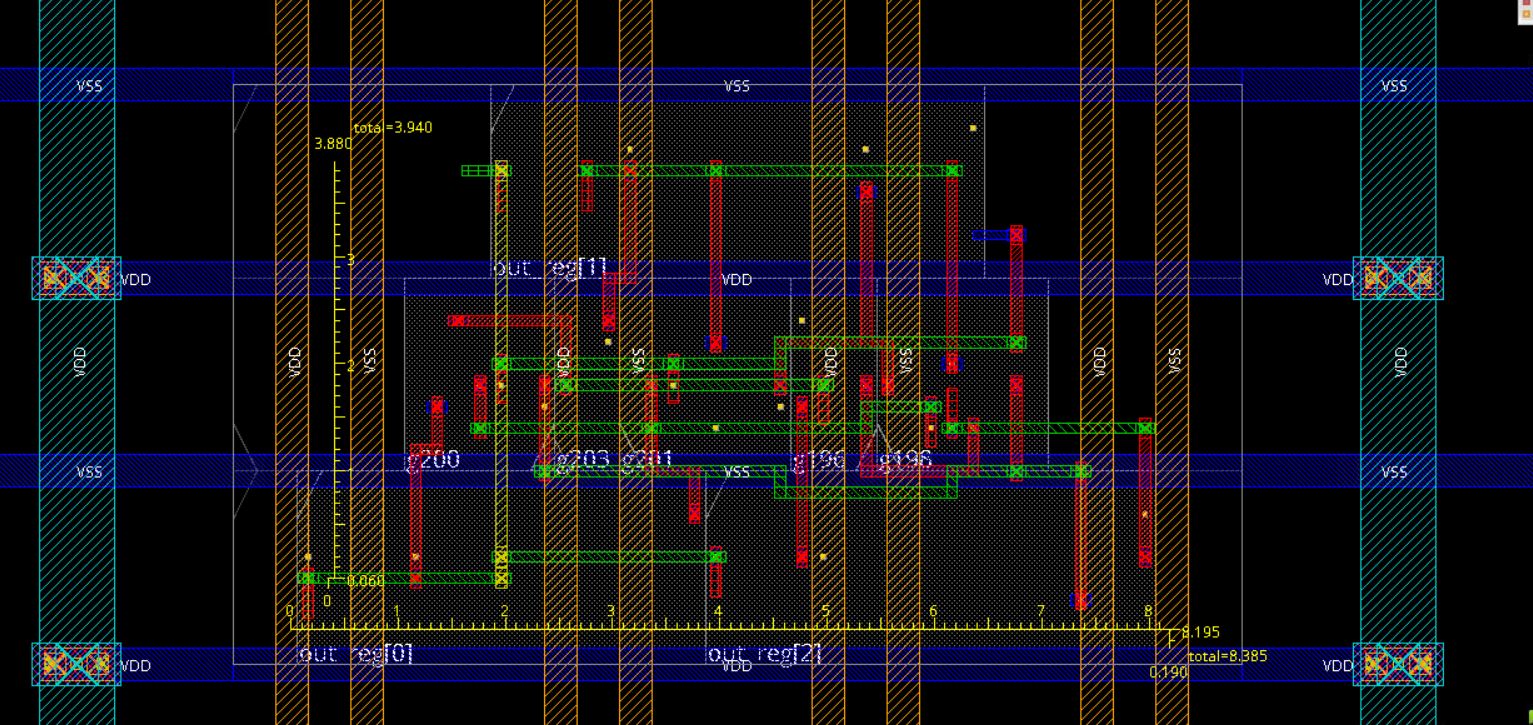 VSS VSS VSS
total=3.940
3.880
3
out_reg[1]
VDD VDD VDD
2
VDD VDD VSS VDD VSS VDD VSS VDD VSS VDD
g200 g203 g201 g196 g198
1
VSS VSS VSS
0.060
0
0 1 2 3 4 5 6 7 8
8.195
out_reg[0] out_reg[2]
total=8.385
VDD VDD VDD
0.190